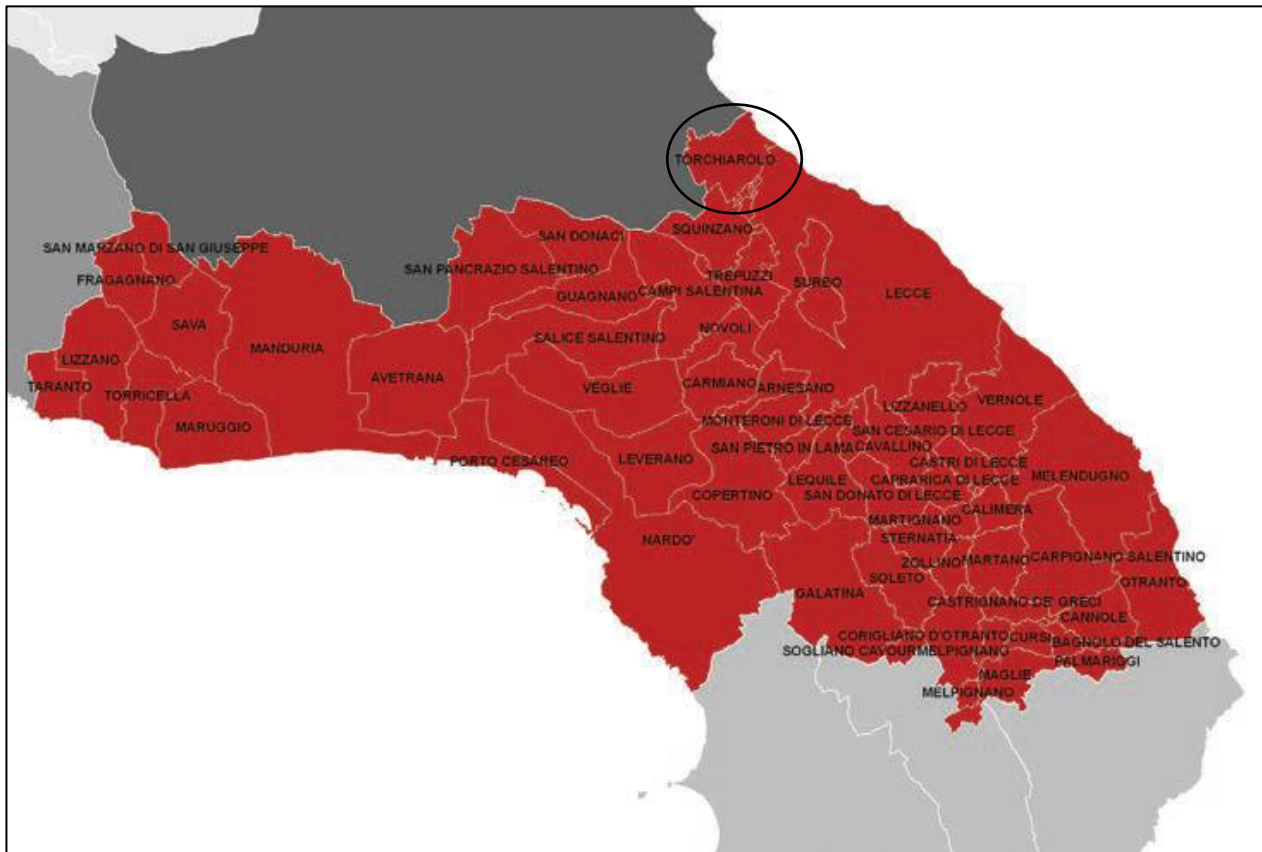 TORCHIAROLO
SQUINZANO
SAN DONACI
SAN MARZANO DI SAN GIUSEPPE
SAN PANCRAZIO SALENTINO
TREPUZZI
FRAGAGNANO
SURBO
GUAGNANO
CAMPI SALENTINA
LECCE
SAVA
NOVOLI
SALICE SALENTINO
MANDURIA
LIZZANO
AVETRANA
TARANTO
VEGLIE
CARMIANO
ARNESANO
TORRICELLA
VERNOLE
LIZZANELLO
MONTERONI DI LECCE
MARUGGIO
SAN CESARIO DI LECCE
SAN PIETRO IN LAMA
CAVALLINO
PORTO CESAREO
LEVERANO
CASTRI DI LECCE
MELENDUGNO
LEQUILE
CAPRARICA DI LECCE
COPERTINO
SAN DONATO DI LECCE
CALIMERA
MARTIGNANO
NARDO'
STERNATIA
CARPIGNANO SALENTINO
ZOLLINO
MARTANO
SOLETO
OTRANTO
GALATINA
CASTRIGNANO DE' GRECI
CANNOLE
CORIGLIANO D'OTRANTO
CURSI
BAGNOLO DEL SALENTO
SOGLIANO CAVOUR
MELPIGNANO
PALMARIGGI
MAGLIE
MELPIGNANO